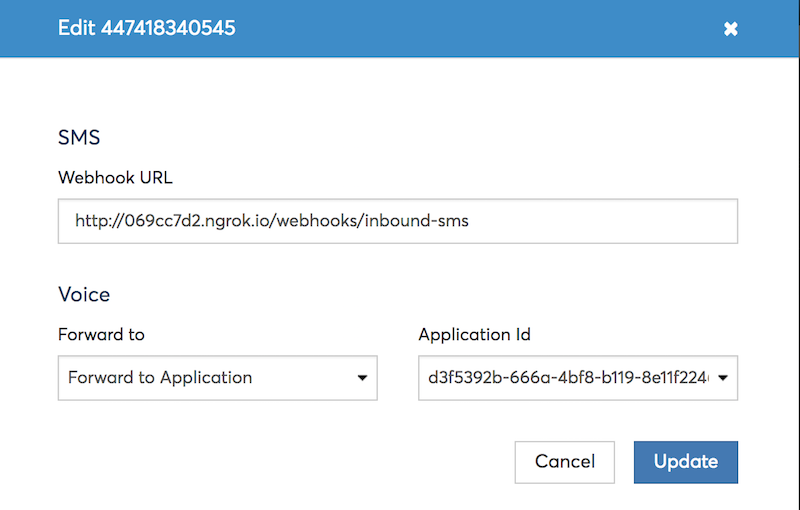 Edit 447418340545
SMS
Webhook URL
http://069cc7d2.ngrok.io/webhooks/inbound-sms
Voice
Forward to
Application Id
Forward to Application
d3f5392b-666a-4bf8-b119-8e11f224
Cancel
Update